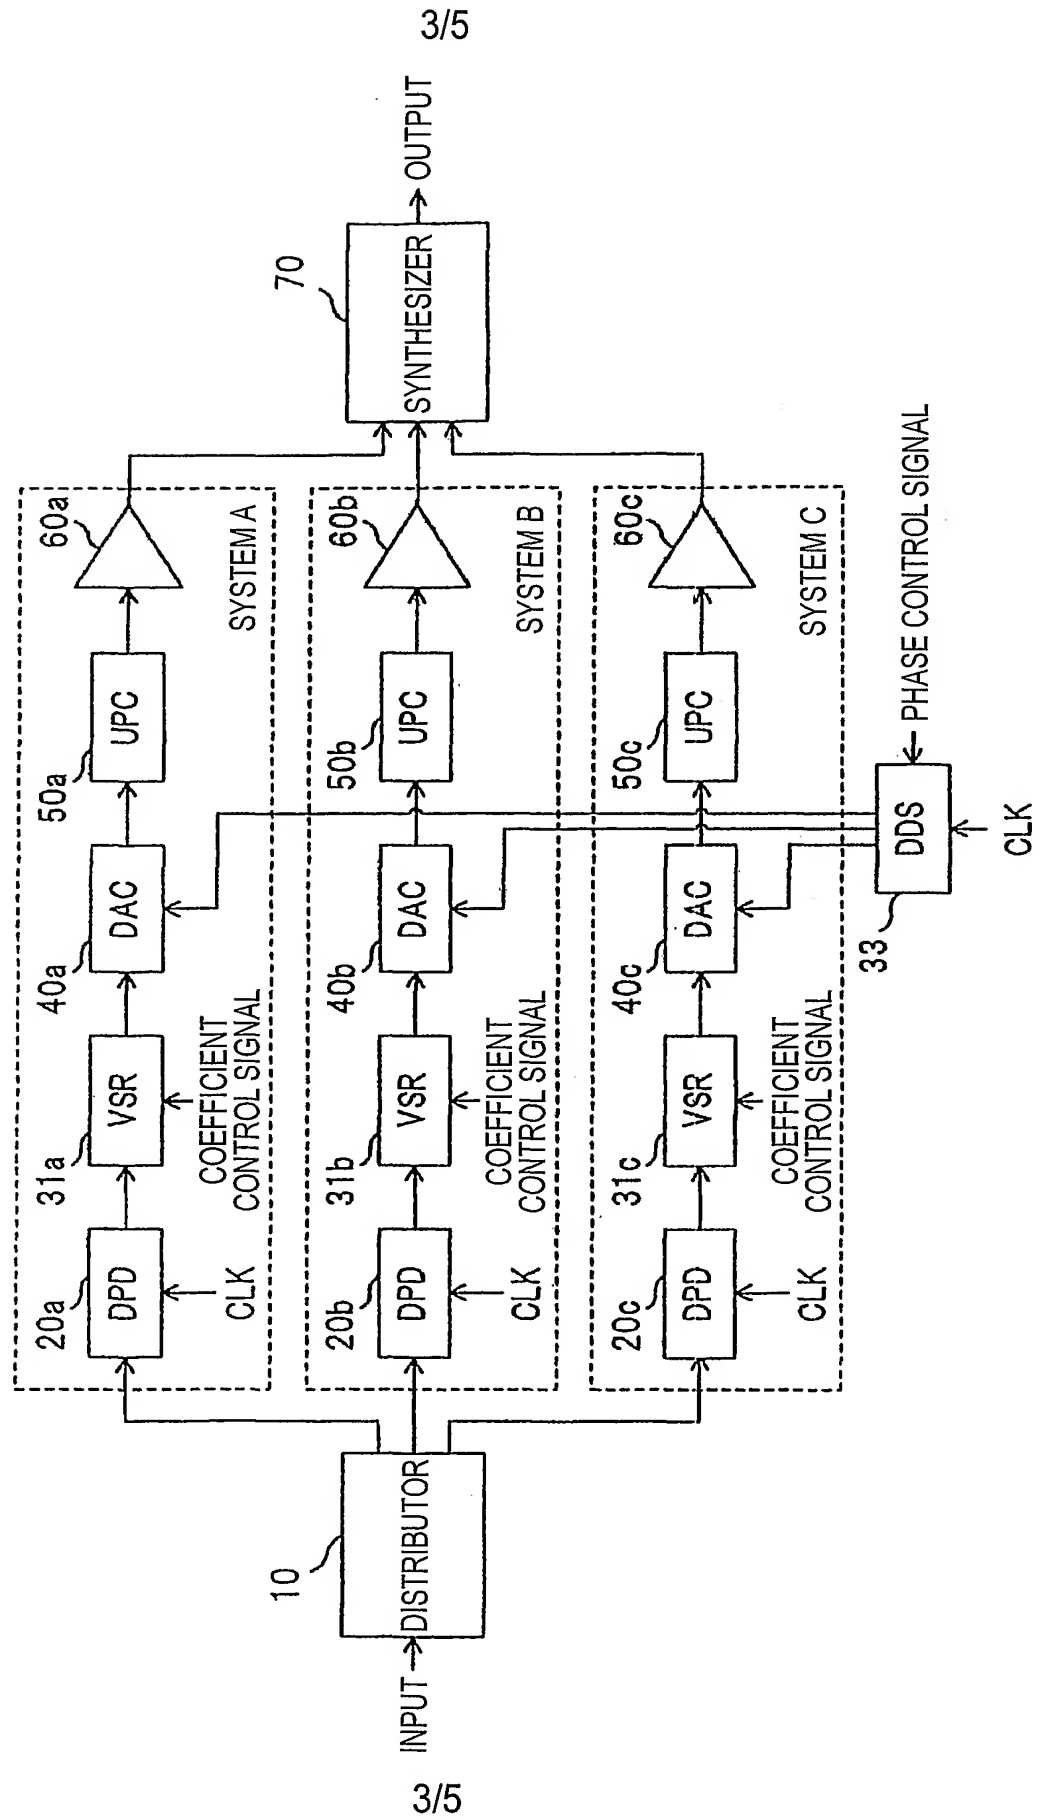 3/5
INPUT
10
DISTRIBUTOR
20a
DPD
CLK
31a
VSR
COEFFICIENT
CONTROL SIGNAL
40a
DAC
50a
UPC
60a
SYSTEM A
20b
DPD
CLK
31b
VSR
COEFFICIENT
CONTROL SIGNAL
40b
DAC
50b
UPC
60b
SYSTEM B
20c
DPD
CLK
31c
VSR
COEFFICIENT
CONTROL SIGNAL
40c
DAC
50c
UPC
60c
SYSTEM C
33
DDS
CLK
PHASE CONTROL SIGNAL
70
SYNTHESIZER
OUTPUT
3/5